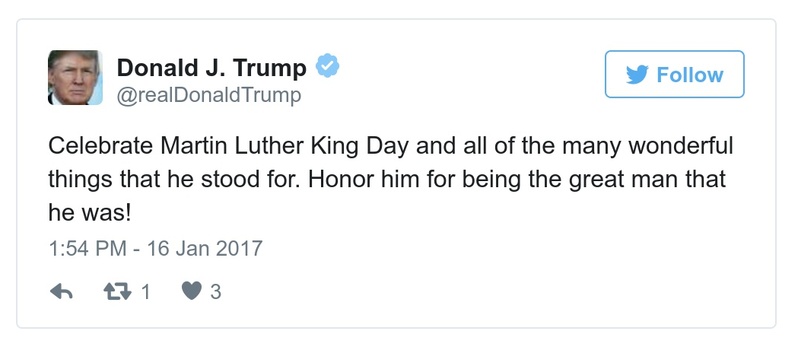 Donald J. Trump
@realDonaldTrump
Follow
Celebrate Martin Luther King Day and all of the many wonderful
things that he stood for. Honor him for being the great man that
he was!
1:54 PM - 16 Jan 2017
1 3